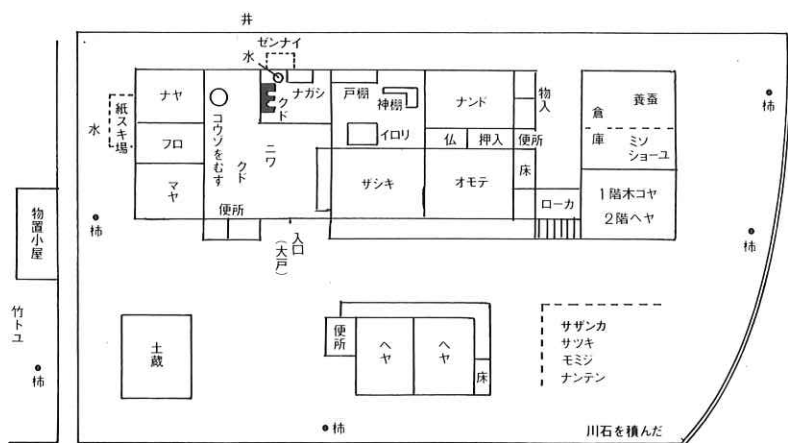 井
ゼンナイ
水
ナヤ
ナガシ
戸棚
神棚
ナンド
物入
倉庫
養蚕
柿
紙スキ場
水
クド
コウゾをむす
フロ
イロリ
仏
押入
便所
ミソ
ショーユ
ニワ
クド
マヤ
ザシキ
オモテ
床
便所
ローカ
1階木コヤ
2階ヘヤ
物置小屋
柿
入口
(大戸)
柿
竹トユ
土蔵
便所
ヘヤ
ヘヤ
床
サザンカ
サツキ
モミジ
ナンテン
柿
柿
川石を積んだ